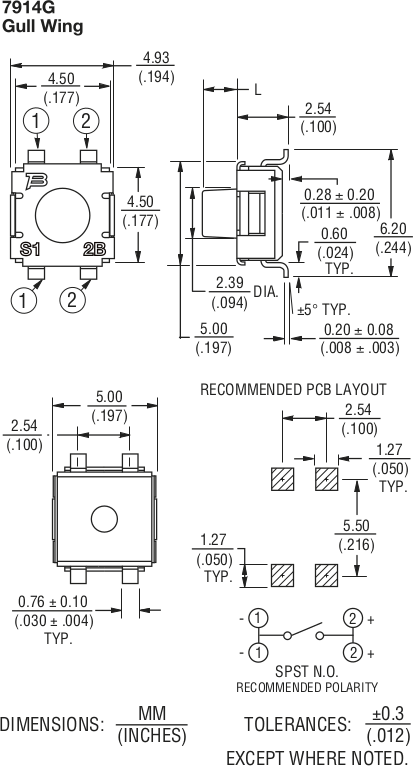 7914G
Gull Wing
4.93
(.194)
4.50
(.177)
1
2
4.50
(.177)
S1
2B
1
2
L
2.54
(.100)
0.28 ± 0.20
(.011 ± .008)
0.60
(.024)
TYP.
6.20
(.244)
2.39
(.094)
DIA.
±5° TYP.
5.00
(.197)
0.20 ± 0.08
(.008 ± .003)
5.00
(.197)
2.54
(.100)
0.76 ± 0.10
(.030 ± .004)
TYP.
RECOMMENDED PCB LAYOUT
2.54
(.100)
1.27
(.050)
TYP.
5.50
(.216)
1.27
(.050)
TYP.
- 1 2 +
- 1 2 +
SPST N.O.
RECOMMENDED POLARITY
DIMENSIONS: MM
(INCHES)
TOLERANCES: ±0.3
(.012)
EXCEPT WHERE NOTED.